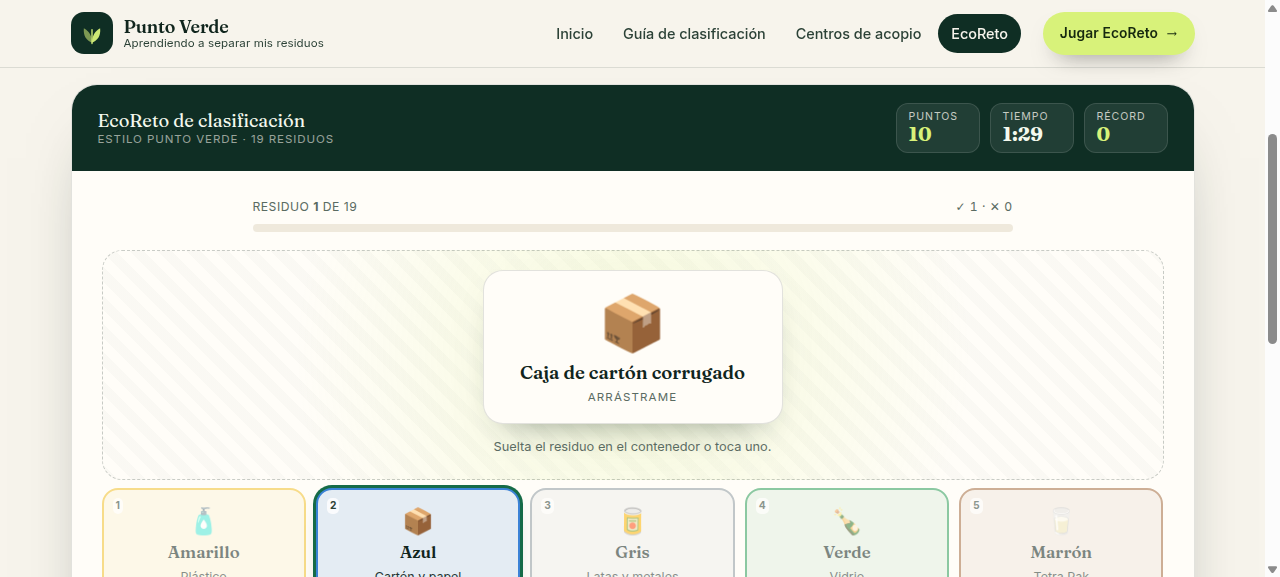 Punto Verde
Aprendiendo a separar mis residuos
Inicio
Guía de clasificación
Centros de acopio
EcoReto
Jugar EcoReto →
EcoReto de clasificación
ESTILO PUNTO VERDE · 19 RESIDUOS
PUNTOS
10
TIEMPO
1:29
RÉCORD
0
RESIDUO 1 DE 19
✓ 1 · ✕ 0
Caja de cartón corrugado
ARRÁSTRAME
Suelta el residuo en el contenedor o toca uno.
1
Amarillo
Plástico
2
Azul
Cartón y papel
3
Gris
Latas y metales
4
Verde
Vidrio
5
Marrón
Tetra Pak